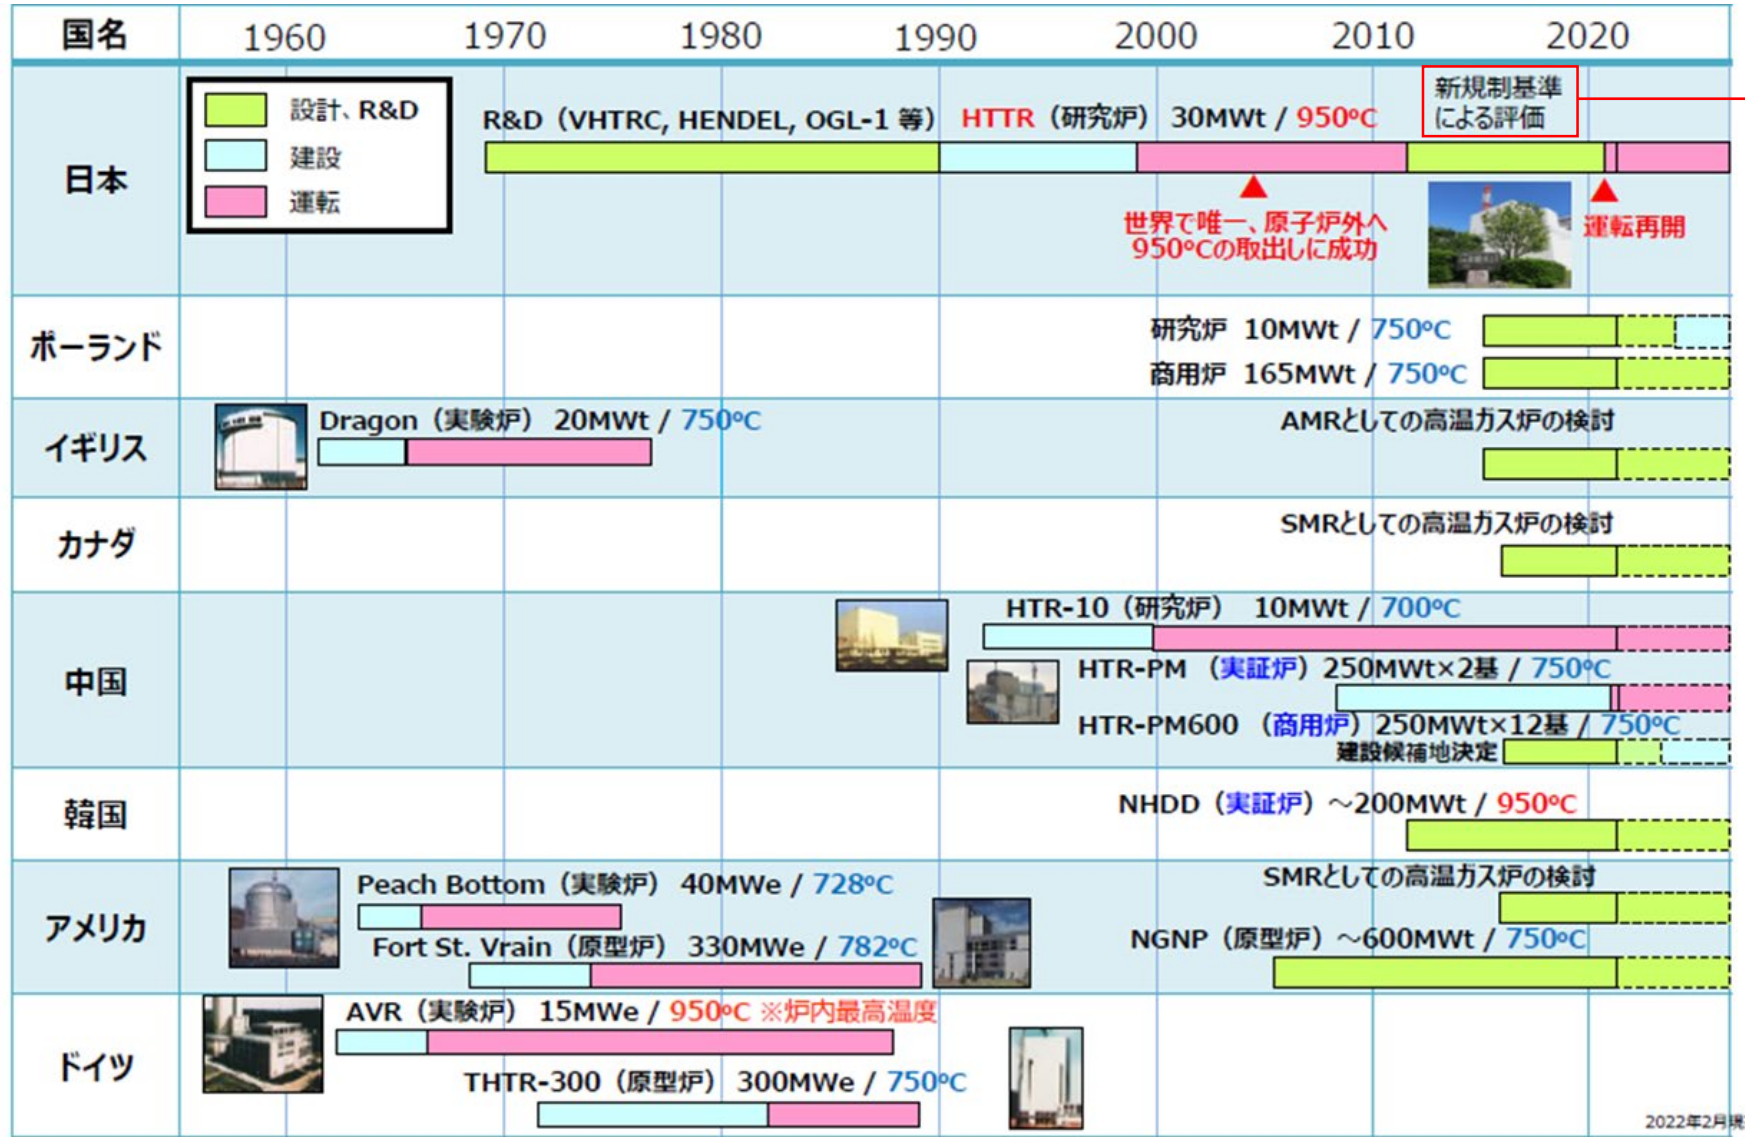 国名 1960 1970 1980 1990 2000 2010 2020
日本
設計、R&D
建設
運転
R&D（VHTRC, HENDEL, OGL-1 等） HTTR（研究炉） 30MWt / 950℃
新規制基準
による評価
世界で唯一、原子炉外へ
950℃の取出しに成功
運転再開
ポーランド
研究炉 10MWt / 750℃
商用炉 165MWt / 750℃
イギリス
Dragon（実験炉） 20MWt / 750℃
AMRとしての高温ガス炉の検討
カナダ
SMRとしての高温ガス炉の検討
中国
HTR-10（研究炉） 10MWt / 700℃
HTR-PM （実証炉）250MWt×2基 / 750℃
HTR-PM600 （商用炉）250MWt×12基 / 750℃
建設候補地決定
韓国
NHDD（実証炉）～200MWt / 950℃
アメリカ
Peach Bottom（実験炉） 40MWe / 728℃
Fort St. Vrain（原型炉） 330MWe / 782℃
SMRとしての高温ガス炉の検討
NGNP（原型炉）～600MWt / 750℃
ドイツ
AVR（実験炉） 15MWe / 950℃ ※炉内最高温度
THTR-300（原型炉） 300MWe / 750℃
2022年2月現